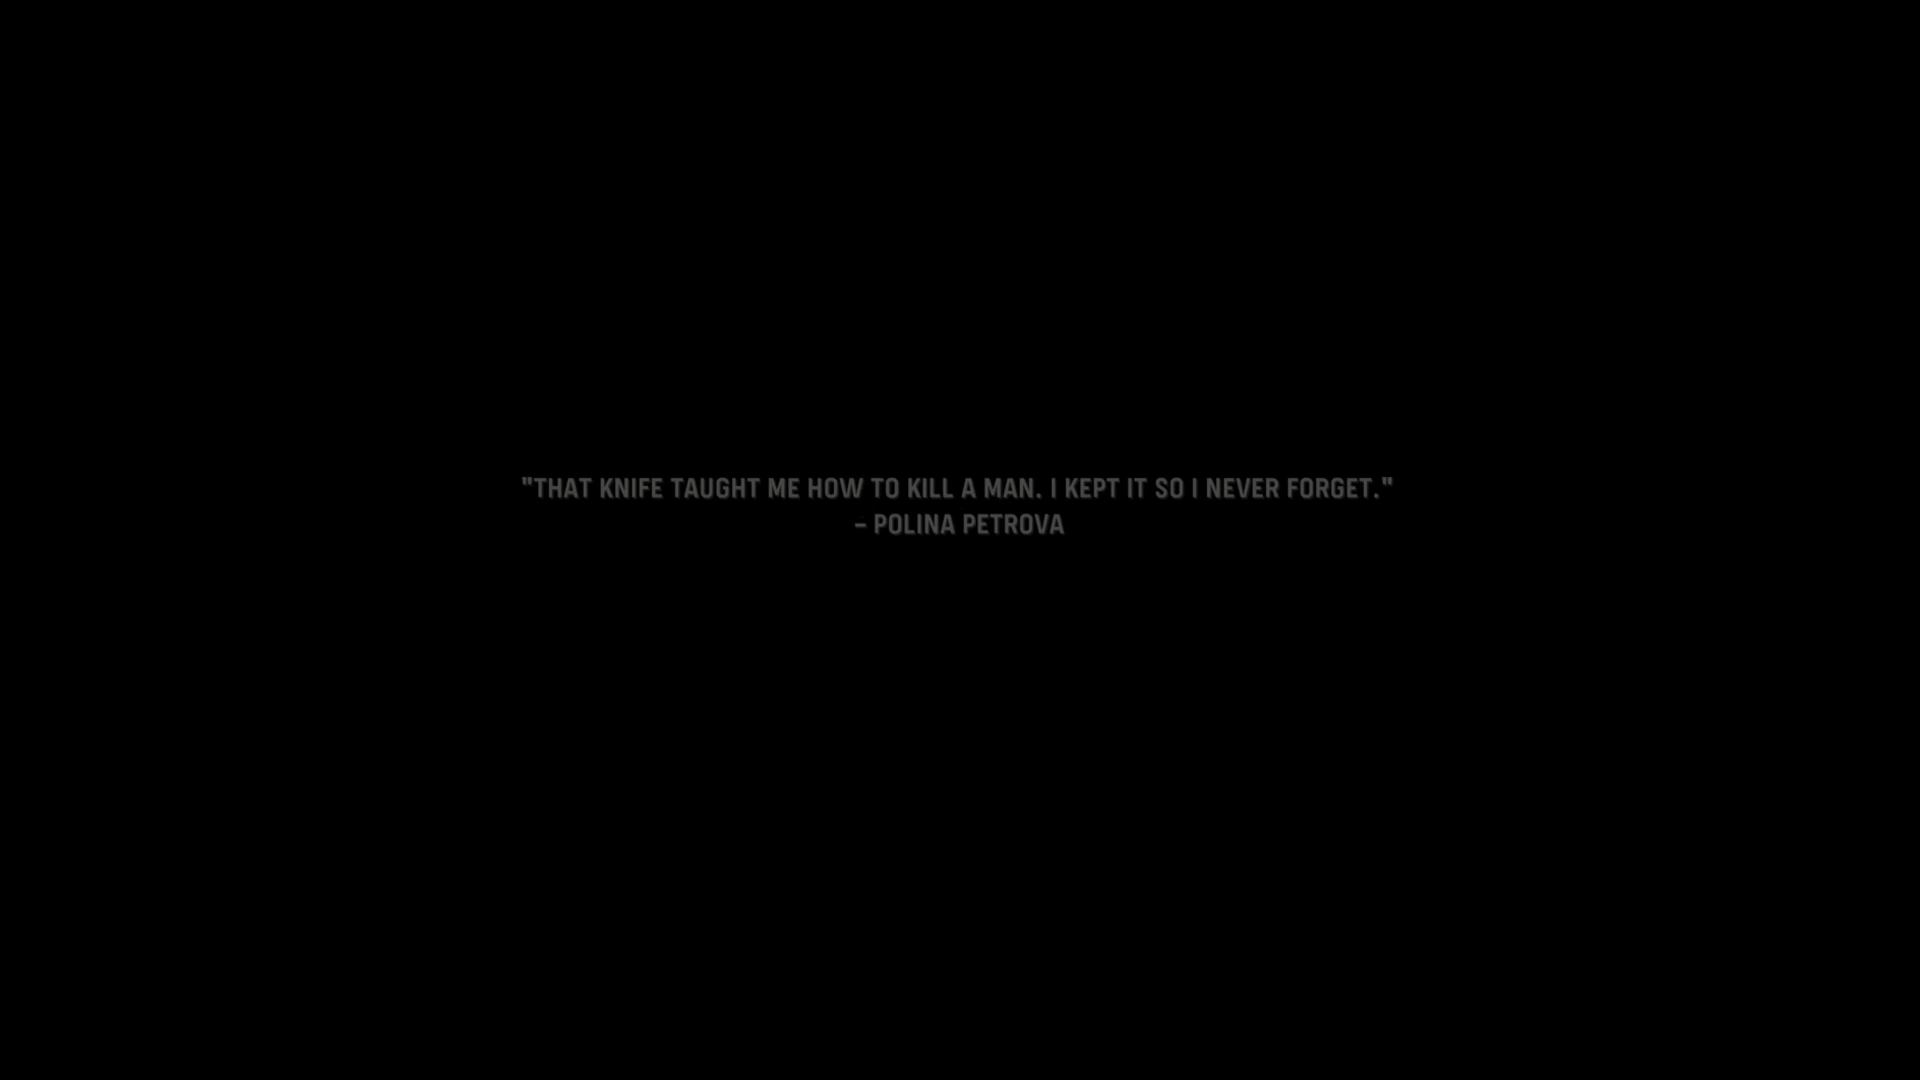 "THAT KNIFE TAUGHT ME HOW TO KILL A MAN. I KEPT IT SO I NEVER FORGET."
– POLINA PETROVA